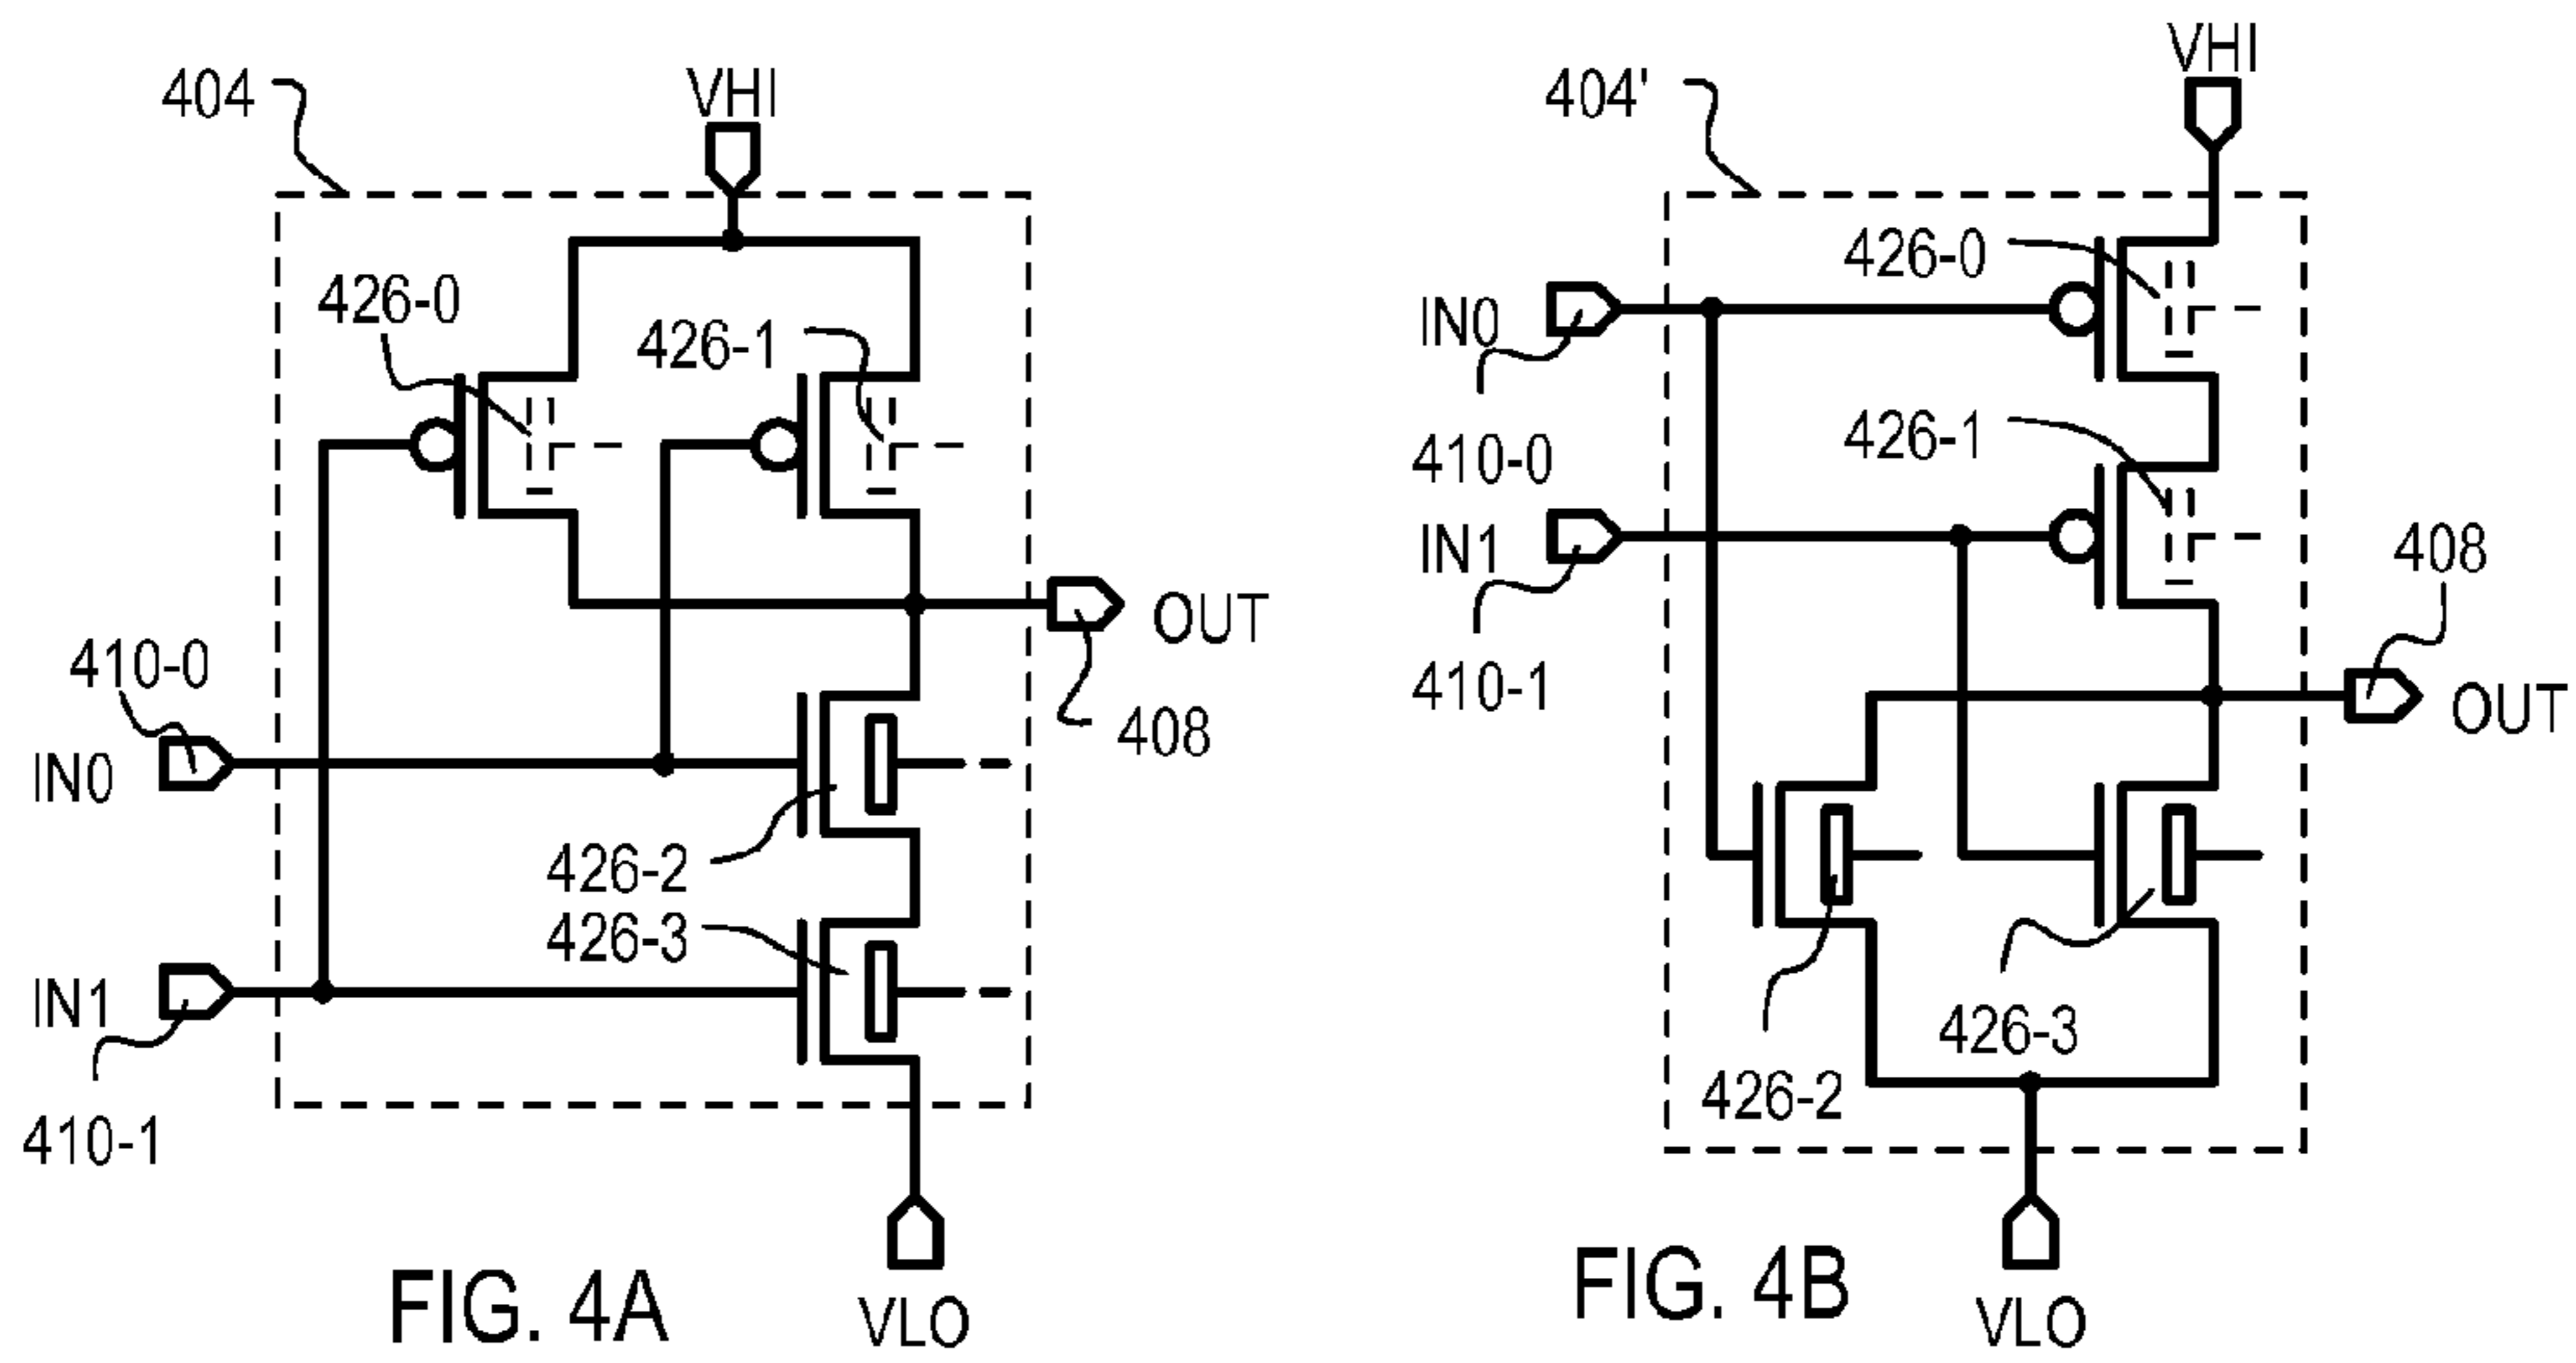 404
VHI
426-0
426-1
410-0
IN0
OUT
408
426-2
426-3
IN1
410-1
VLO
FIG. 4A
404'
VHI
426-0
IN0
410-0
426-1
IN1
410-1
408
OUT
426-3
426-2
VLO
FIG. 4B